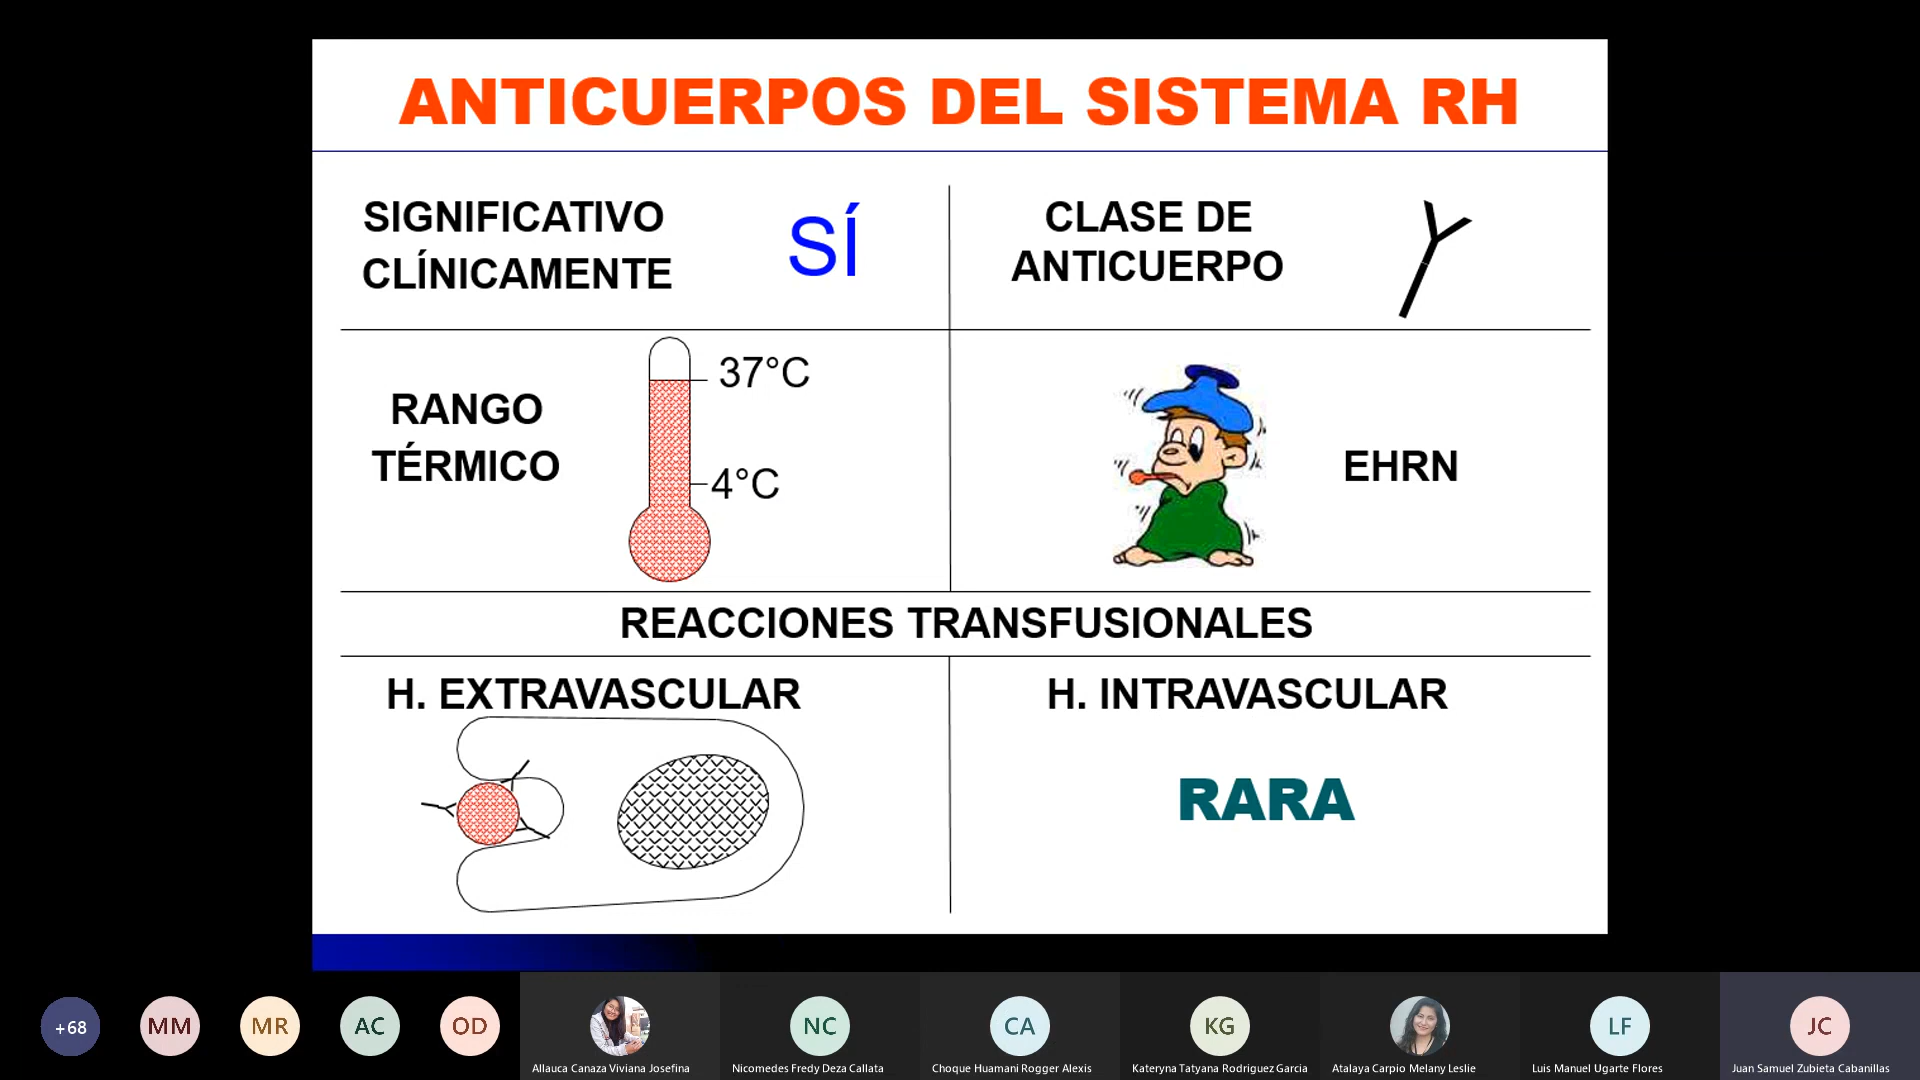 ANTICUERPOS DEL SISTEMA RH
SIGNIFICATIVO
CLÍNICAMENTE
SÍ
CLASE DE
ANTICUERPO
RANGO
TÉRMICO
37°C
4°C
EHRN
REACCIONES TRANSFUSIONALES
H. EXTRAVASCULAR
H. INTRAVASCULAR
RARA
+68
MM
MR
AC
OD
NC
CA
KG
LF
JC
Allauca Canaza Viviana Josefina
Nicomedes Fredy Deza Callata
Choque Huamani Rogger Alexis
Kateryna Tatyana Rodriguez Garcia
Atalaya Carpio Melany Leslie
Luis Manuel Ugarte Flores
Juan Samuel Zubieta Cabanillas